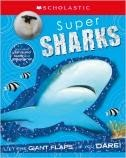 SCHOLASTIC
Super
SHARKS
LIFT THE GIANT FLAPS... IF YOU DARE!